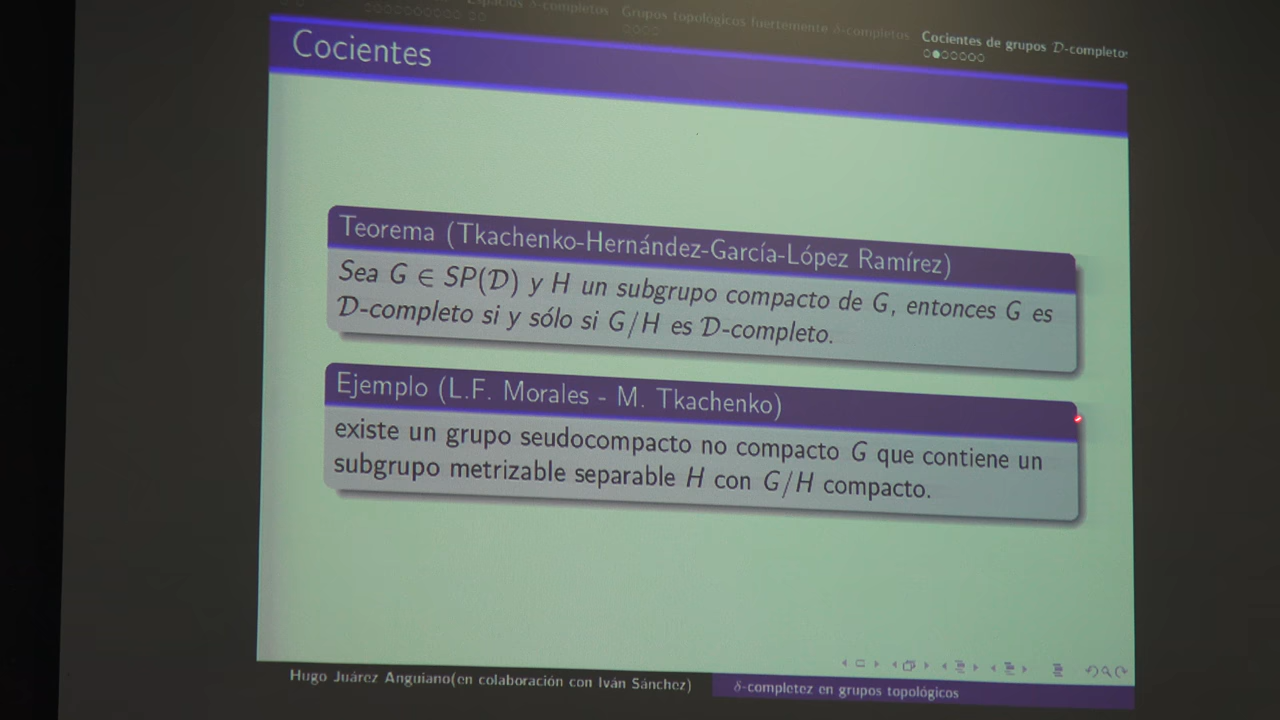 Espacios δ-completos
Grupos topológicos fuertemente δ-completos
Cocientes de grupos 𝒟-completos
Cocientes
Teorema (Tkachenko-Hernández-García-López Ramírez)
Sea G ∈ SP(𝒟) y H un subgrupo compacto de G, entonces G es
𝒟-completo si y sólo si G/H es 𝒟-completo.
Ejemplo (L.F. Morales - M. Tkachenko)
existe un grupo seudocompacto no compacto G que contiene un
subgrupo metrizable separable H con G/H compacto.
Hugo Juárez Anguiano(en colaboración con Iván Sánchez)
δ-completez en grupos topológicos